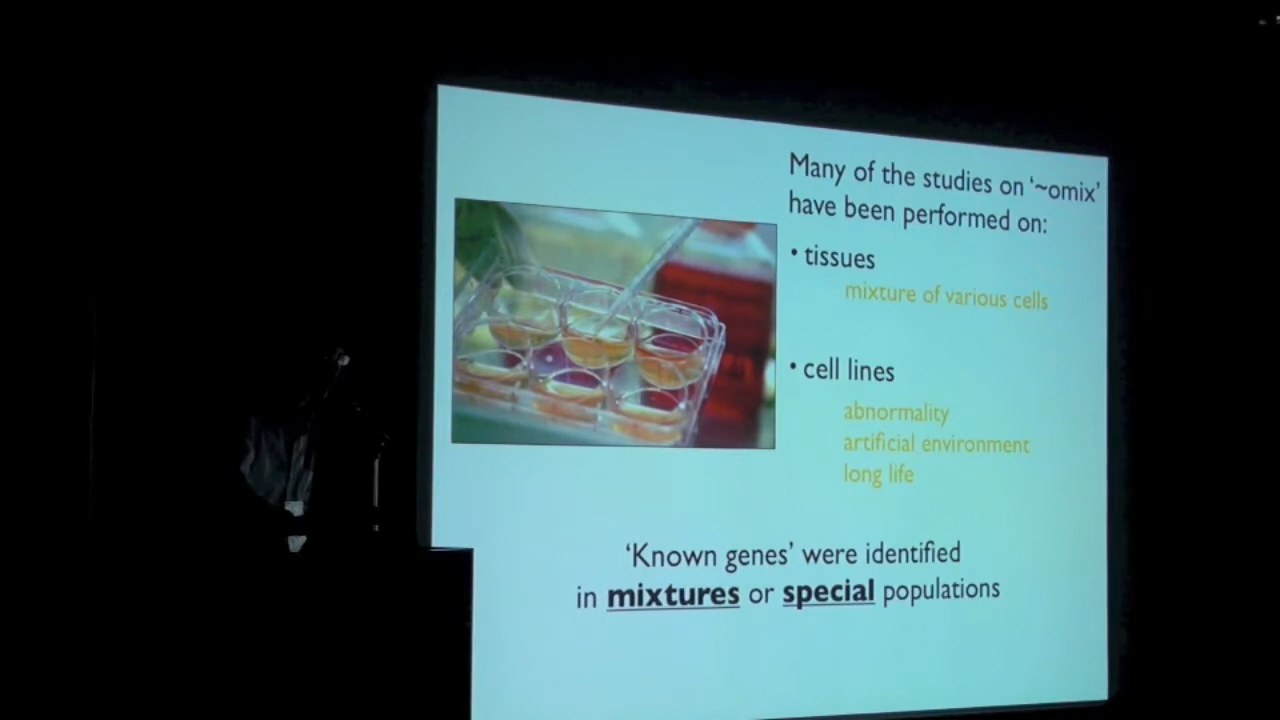 Many of the studies on ‘~omix’
have been performed on:
• tissues
mixture of various cells
• cell lines
abnormality
artificial environment
long life
‘Known genes’ were identified
in mixtures or special populations